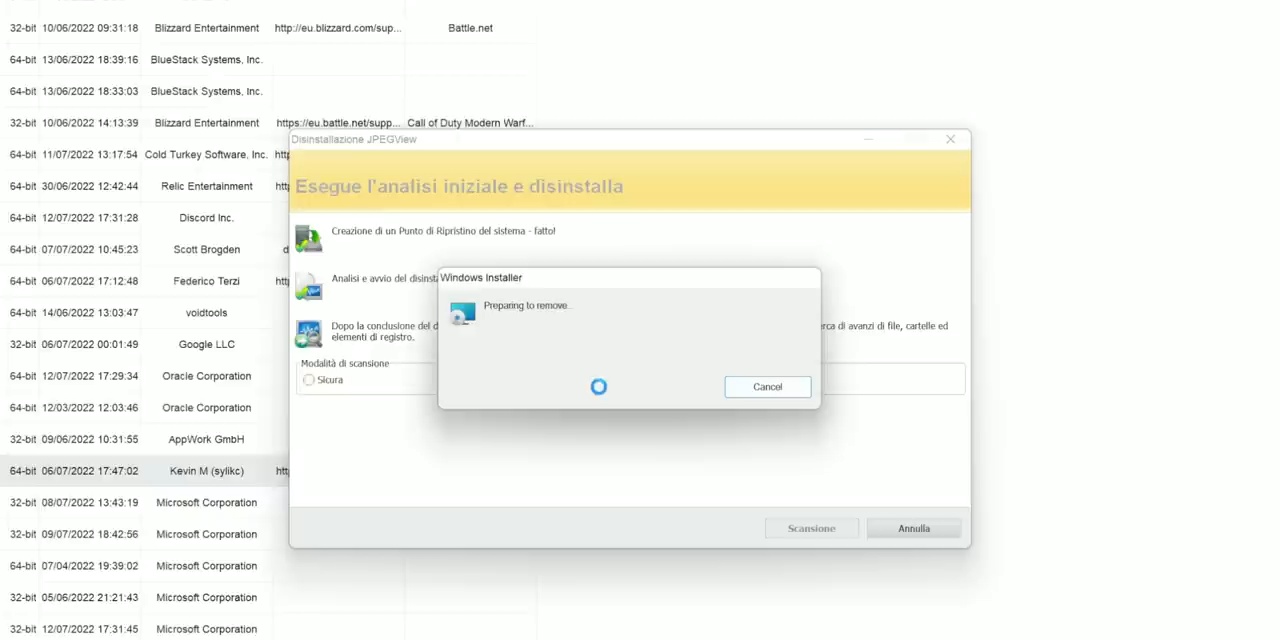 32-bit 10/06/2022 09:31:18 Blizzard Entertainment http://eu.blizzard.com/sup... Battle.net
64-bit 13/06/2022 18:39:16 BlueStack Systems, Inc.
64-bit 13/06/2022 18:33:03 BlueStack Systems, Inc.
32-bit 10/06/2022 14:13:39 Blizzard Entertainment https://eu.battle.net/supp... Call of Duty Modern Warf...
64-bit 11/07/2022 13:17:54 Cold Turkey Software, Inc. htt
64-bit 30/06/2022 12:42:44 Relic Entertainment htt
64-bit 12/07/2022 17:31:28 Discord Inc.
64-bit 07/07/2022 10:45:23 Scott Brogden d
64-bit 06/07/2022 17:12:48 Federico Terzi htt
64-bit 14/06/2022 13:03:47 voidtools
32-bit 06/07/2022 00:01:49 Google LLC
64-bit 12/07/2022 17:29:34 Oracle Corporation
64-bit 12/03/2022 12:03:46 Oracle Corporation
32-bit 09/06/2022 10:31:55 AppWork GmbH
64-bit 06/07/2022 17:47:02 Kevin M (sylikc) htt
32-bit 08/07/2022 13:43:19 Microsoft Corporation
32-bit 09/07/2022 18:42:56 Microsoft Corporation
64-bit 07/04/2022 19:39:02 Microsoft Corporation
32-bit 05/06/2022 21:21:43 Microsoft Corporation
32-bit 12/07/2022 17:31:45 Microsoft Corporation
Disinstallazione JPEGView
Esegue l'analisi iniziale e disinstalla
Creazione di un Punto di Ripristino del sistema - fatto!
Analisi e avvio del disinsta
Dopo la conclusione del d rca di avanzi di file, cartelle ed
elementi di registro.
Modalità di scansione
Sicura
Windows Installer
Preparing to remove...
Cancel
Scansione Annulla